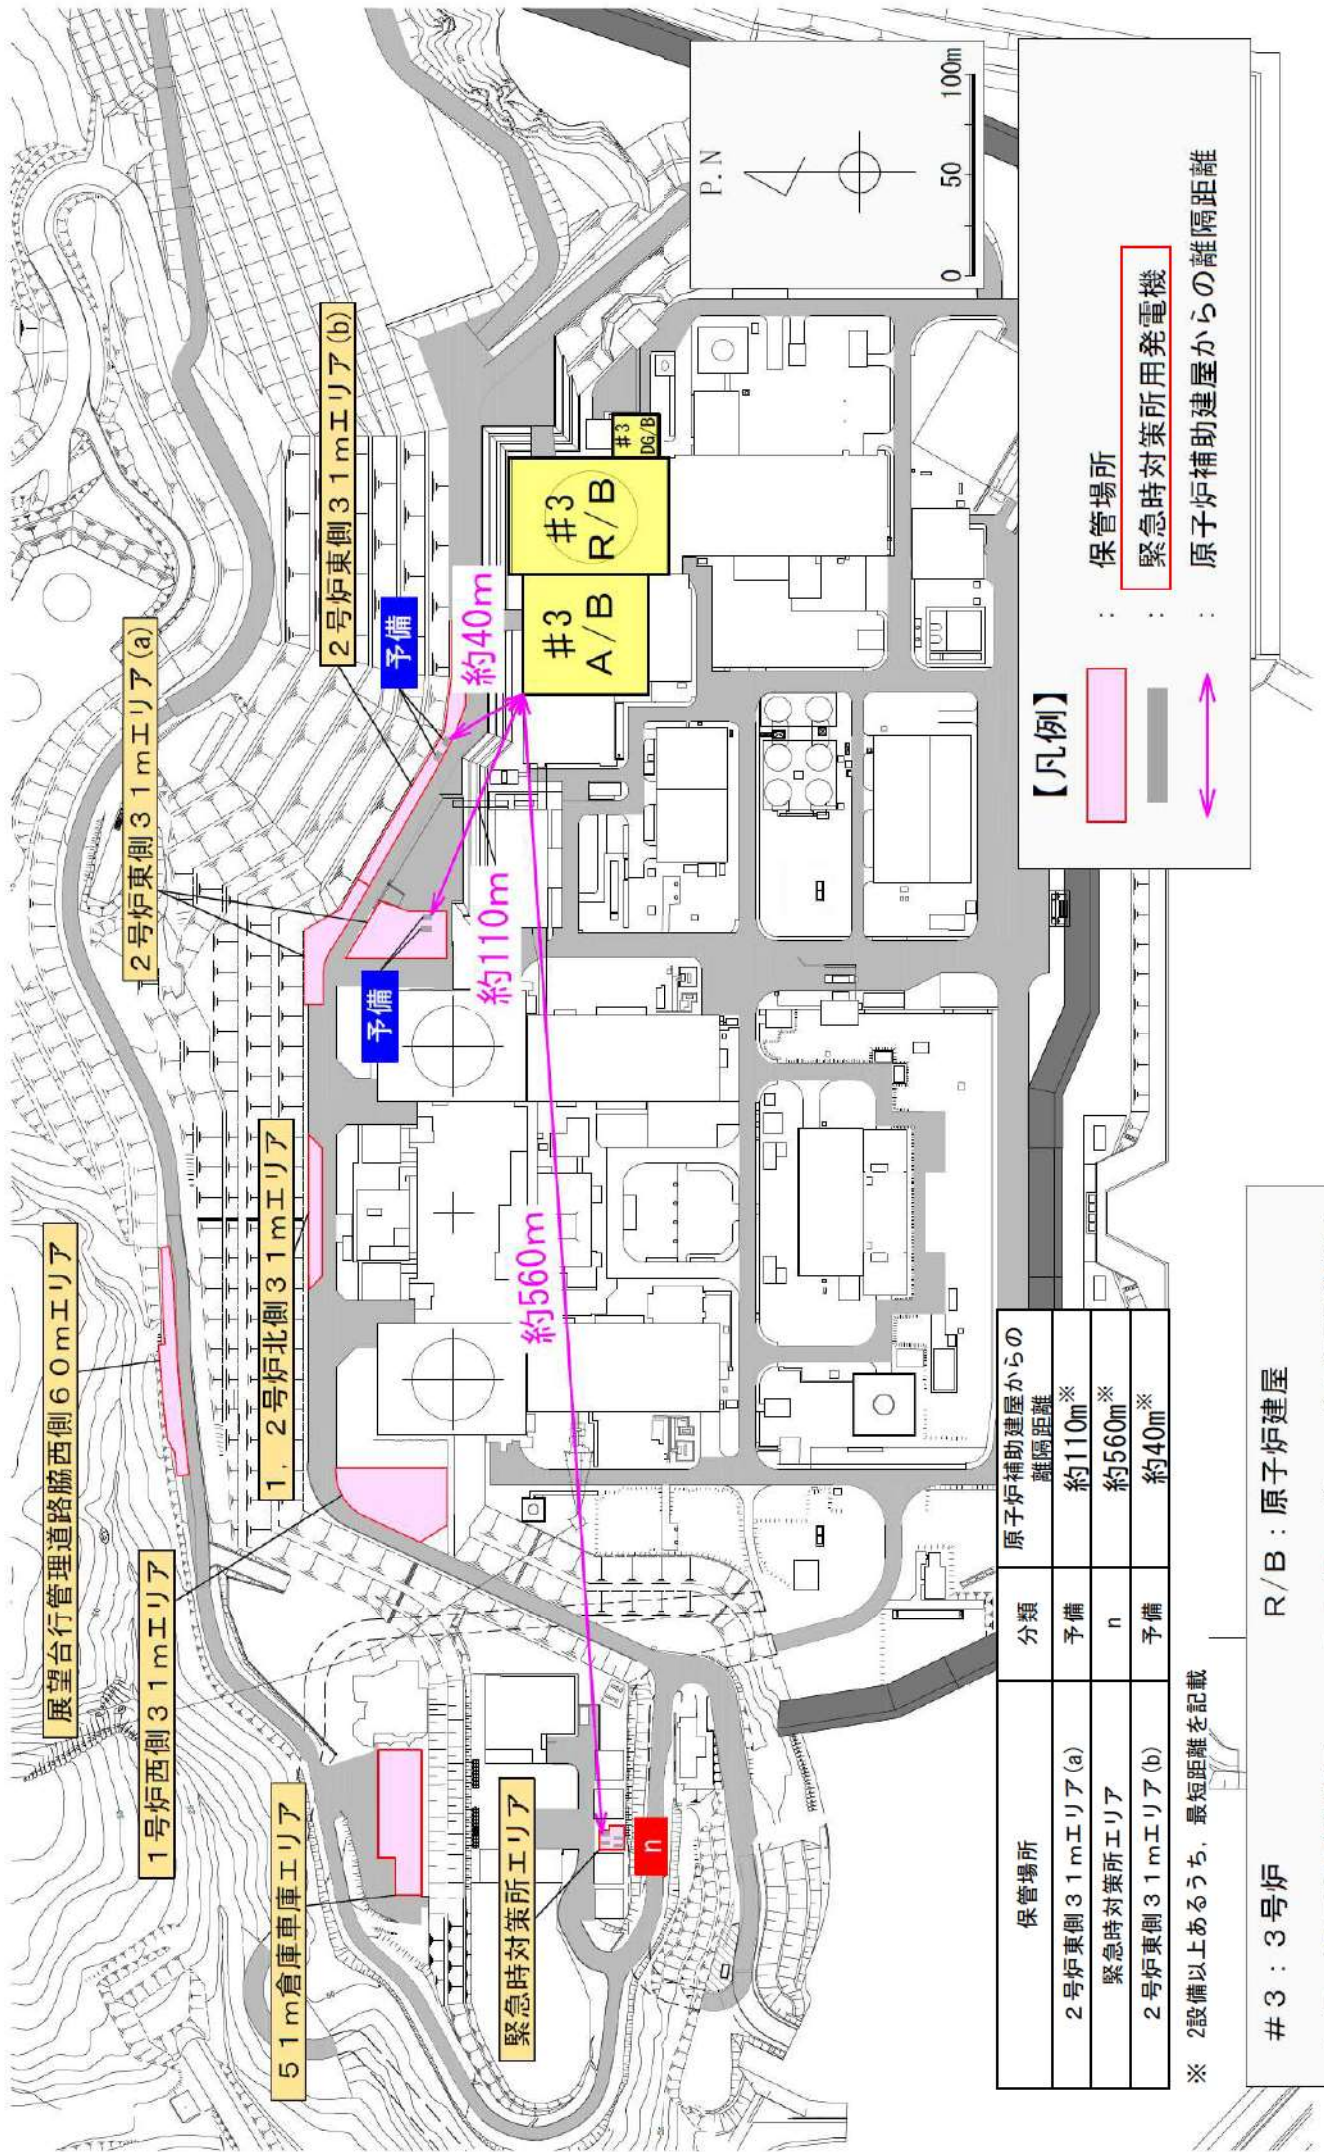 展望台行管理道路脇西側60mエリア
1号炉西側31mエリア
51m倉庫車庫エリア
緊急時対策所エリア
1,2号炉北側31mエリア
2号炉東側31mエリア(a)
2号炉東側31mエリア(b)
予備
予備
約40m
約110m
約560m
n
#3
A/B
#3
R/B
#3
DG/B
P.N
0 50 100m
【凡例】
: 保管場所
: 緊急時対策所用発電機
: 原子炉補助建屋からの離隔距離
保管場所 分類 原子炉補助建屋からの
離隔距離
2号炉東側31mエリア(a) 予備 約110m※
緊急時対策所エリア n 約560m※
2号炉東側31mエリア(b) 予備 約40m※
※ 2設備以上あるうち,最短距離を記載
#3:3号炉 R/B:原子炉建屋